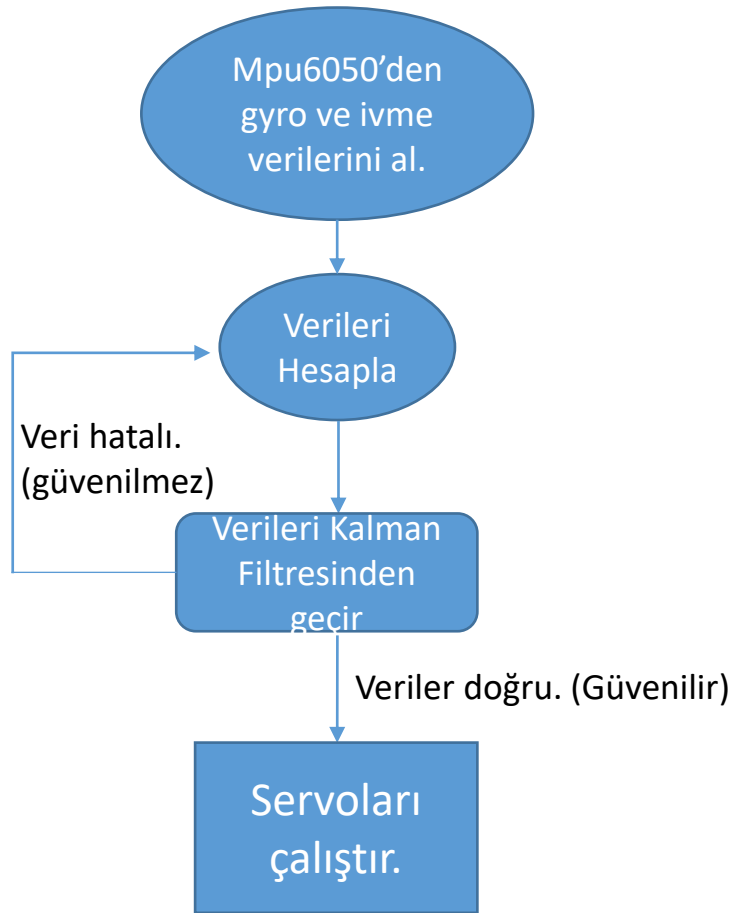 Mpu6050’den
gyro ve ivme
verilerini al.
Verileri
Hesapla
Veri hatalı.
(güvenilmez)
Verileri Kalman
Filtresinden
geçir
Veriler doğru. (Güvenilir)
Servoları
çalıştır.